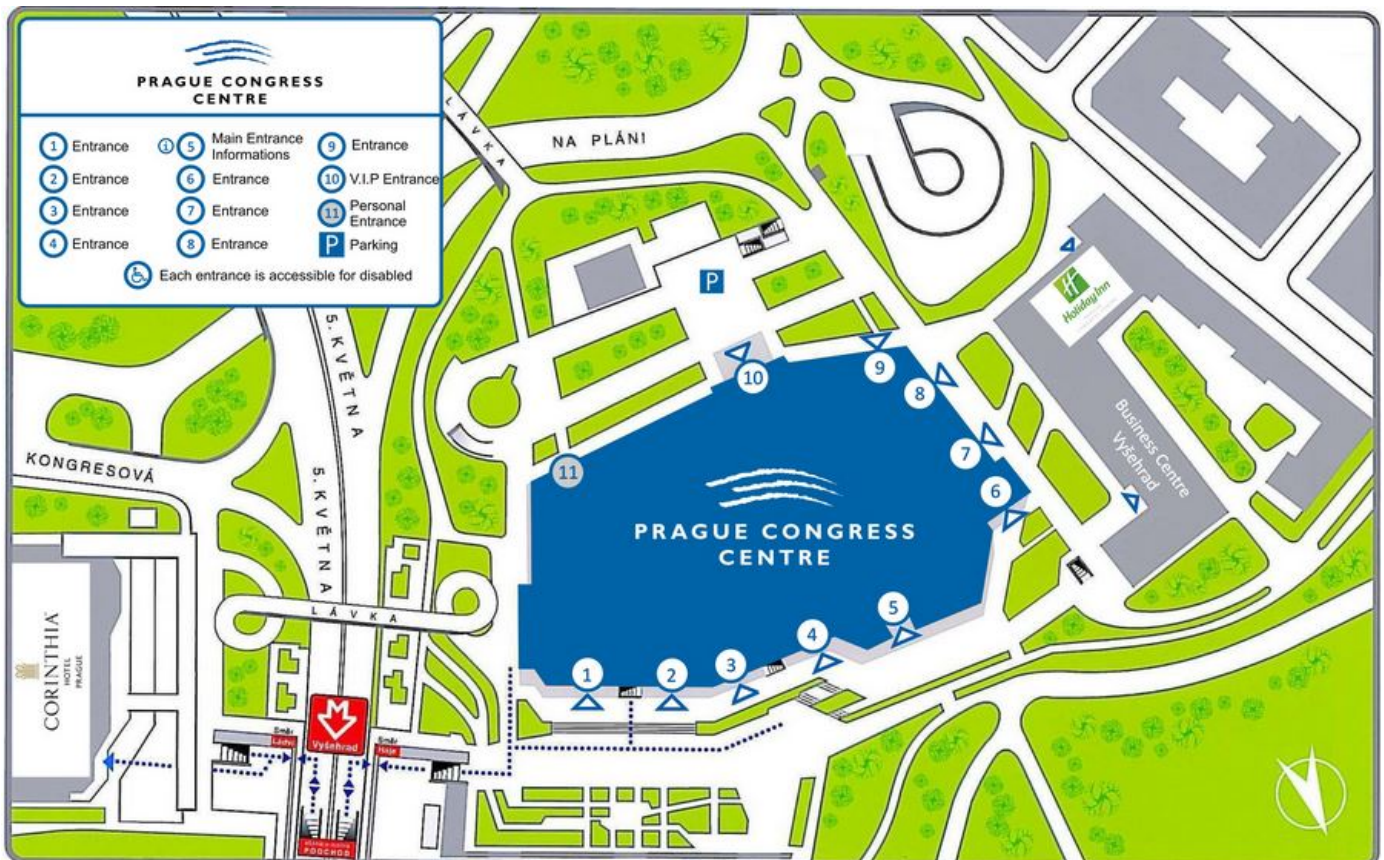 PRAGUE CONGRESS
CENTRE
1 Entrance
2 Entrance
3 Entrance
4 Entrance
i 5 Main Entrance
Informations
6 Entrance
7 Entrance
8 Entrance
9 Entrance
10 V.I.P Entrance
11 Personal
Entrance
P Parking
Each entrance is accessible for disabled
LÁVKA
NA PLÁNI
P
Holiday Inn
Business Centre
Vyšehrad
5. KVĚTNA
5. KVĚTNA
KONGRESOVÁ
10
9
8
7
6
11
PRAGUE CONGRESS
CENTRE
LÁVKA
5
4
3
2
1
CORINTHIA
HOTEL
PRAGUE
Vyšehrad
Směr
Směr
Háje
PODCHOD